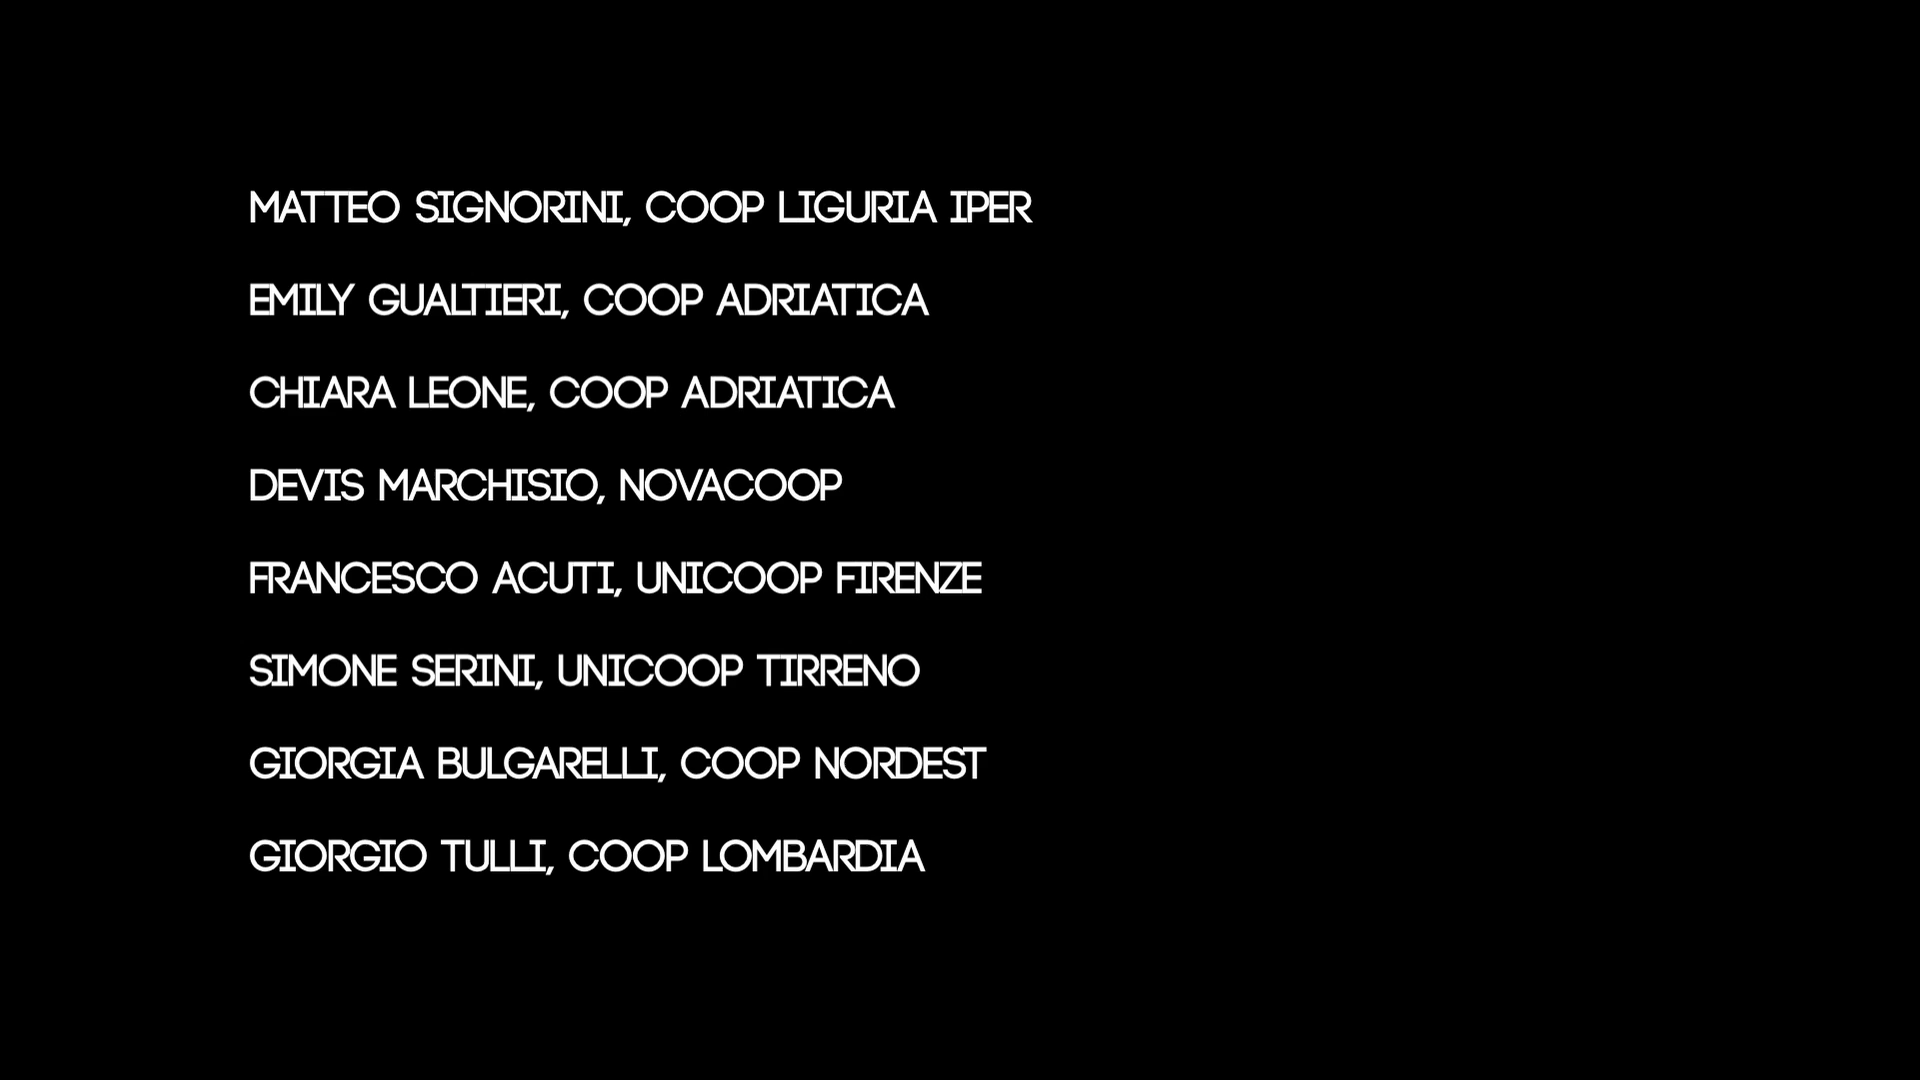 MATTEO SIGNORINI, COOP LIGURIA IPER
EMILY GUALTIERI, COOP ADRIATICA
CHIARA LEONE, COOP ADRIATICA
DEVIS MARCHISIO, NOVACOOP
FRANCESCO ACUTI, UNICOOP FIRENZE
SIMONE SERINI, UNICOOP TIRRENO
GIORGIA BULGARELLI, COOP NORDEST
GIORGIO TULLI, COOP LOMBARDIA